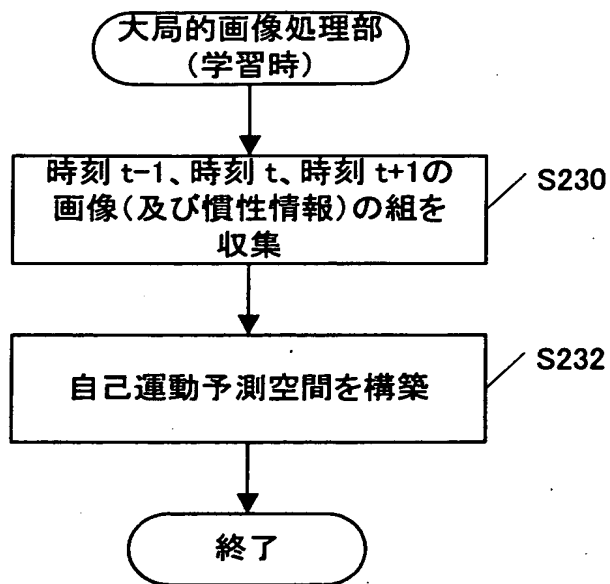 大局的画像処理部
(学習時)
時刻 t-1、時刻 t、時刻 t+1の
画像(及び慣性情報)の組を
収集
S230
自己運動予測空間を構築
S232
終了